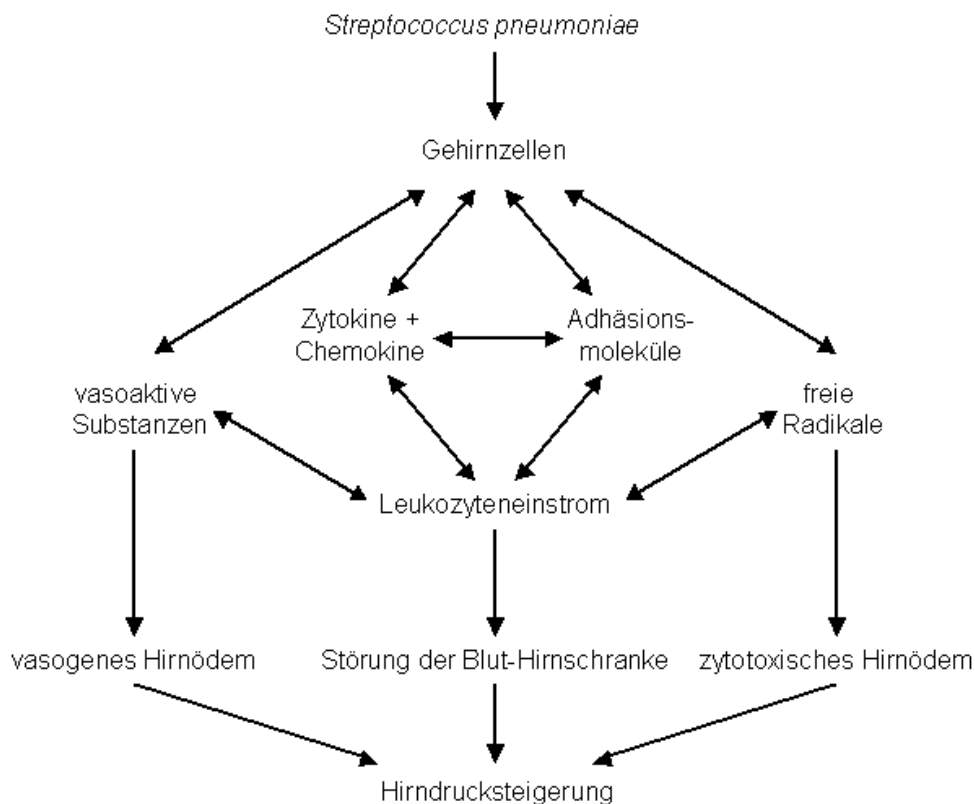 Streptococcus pneumoniae
Gehirnzellen
Zytokine +
Chemokine
Adhäsions-
moleküle
vasoaktive
Substanzen
freie
Radikale
Leukozyteneinstrom
vasogenes Hirnödem
Störung der Blut-Hirnschranke
zytotoxisches Hirnödem
Hirndrucksteigerung